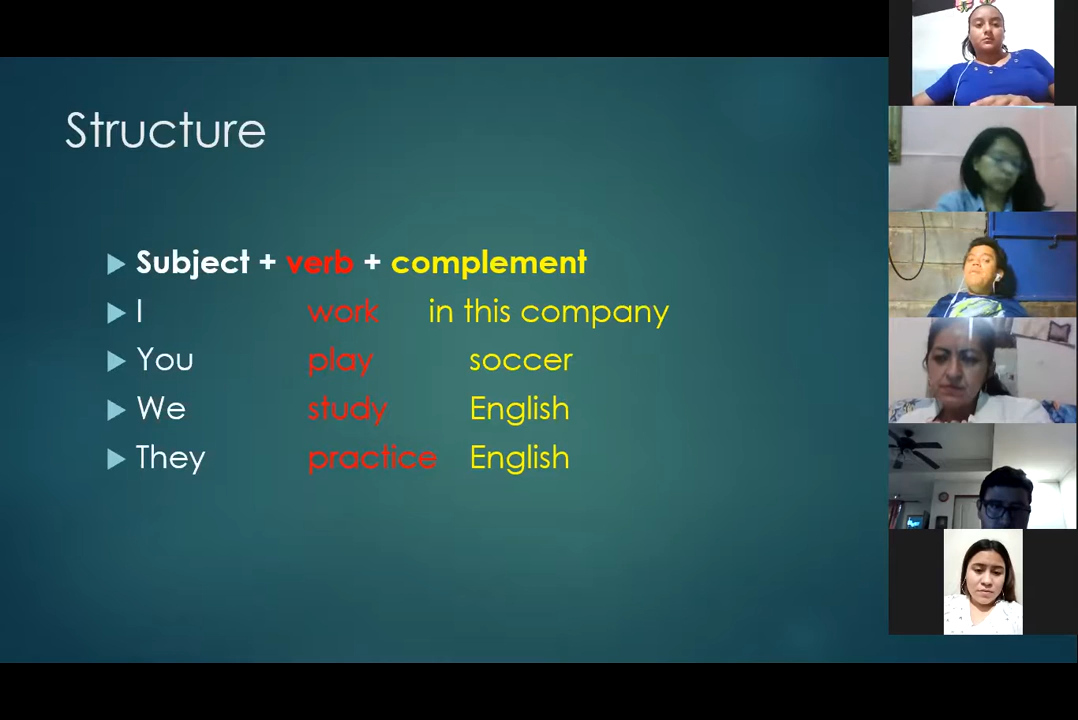 Structure
Subject + verb + complement
I work in this company
You play soccer
We study English
They practice English